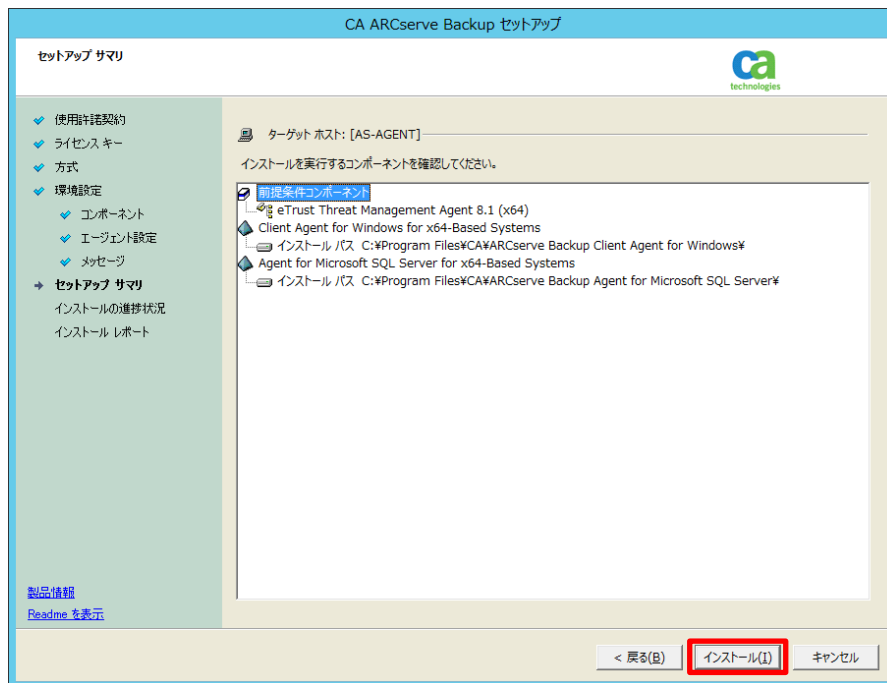 CA ARCserve Backup セットアップ
セットアップ サマリ
ca
technologies
使用許諾契約
ライセンス キー
方式
環境設定
コンポーネント
エージェント設定
メッセージ
セットアップ サマリ
インストールの進捗状況
インストール レポート
製品情報
Readme を表示
ターゲット ホスト: [AS-AGENT]
インストールを実行するコンポーネントを確認してください。
前提条件コンポーネント
eTrust Threat Management Agent 8.1 (x64)
Client Agent for Windows for x64-Based Systems
インストール パス C:¥Program Files¥CA¥ARCserve Backup Client Agent for Windows¥
Agent for Microsoft SQL Server for x64-Based Systems
インストール パス C:¥Program Files¥CA¥ARCserve Backup Agent for Microsoft SQL Server¥
< 戻る(B)
インストール(I)
キャンセル